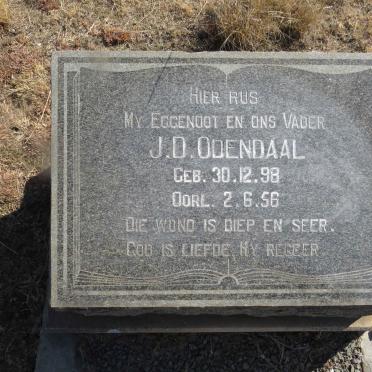 HIER RUS
MY EGGENOOT EN ONS VADER
J.D. ODENDAAL
GEB. 30.12.98
OORL. 2.6.56
DIE WOND IS DIEP EN SEER.
GOD IS LIEFDE HY REGEER.